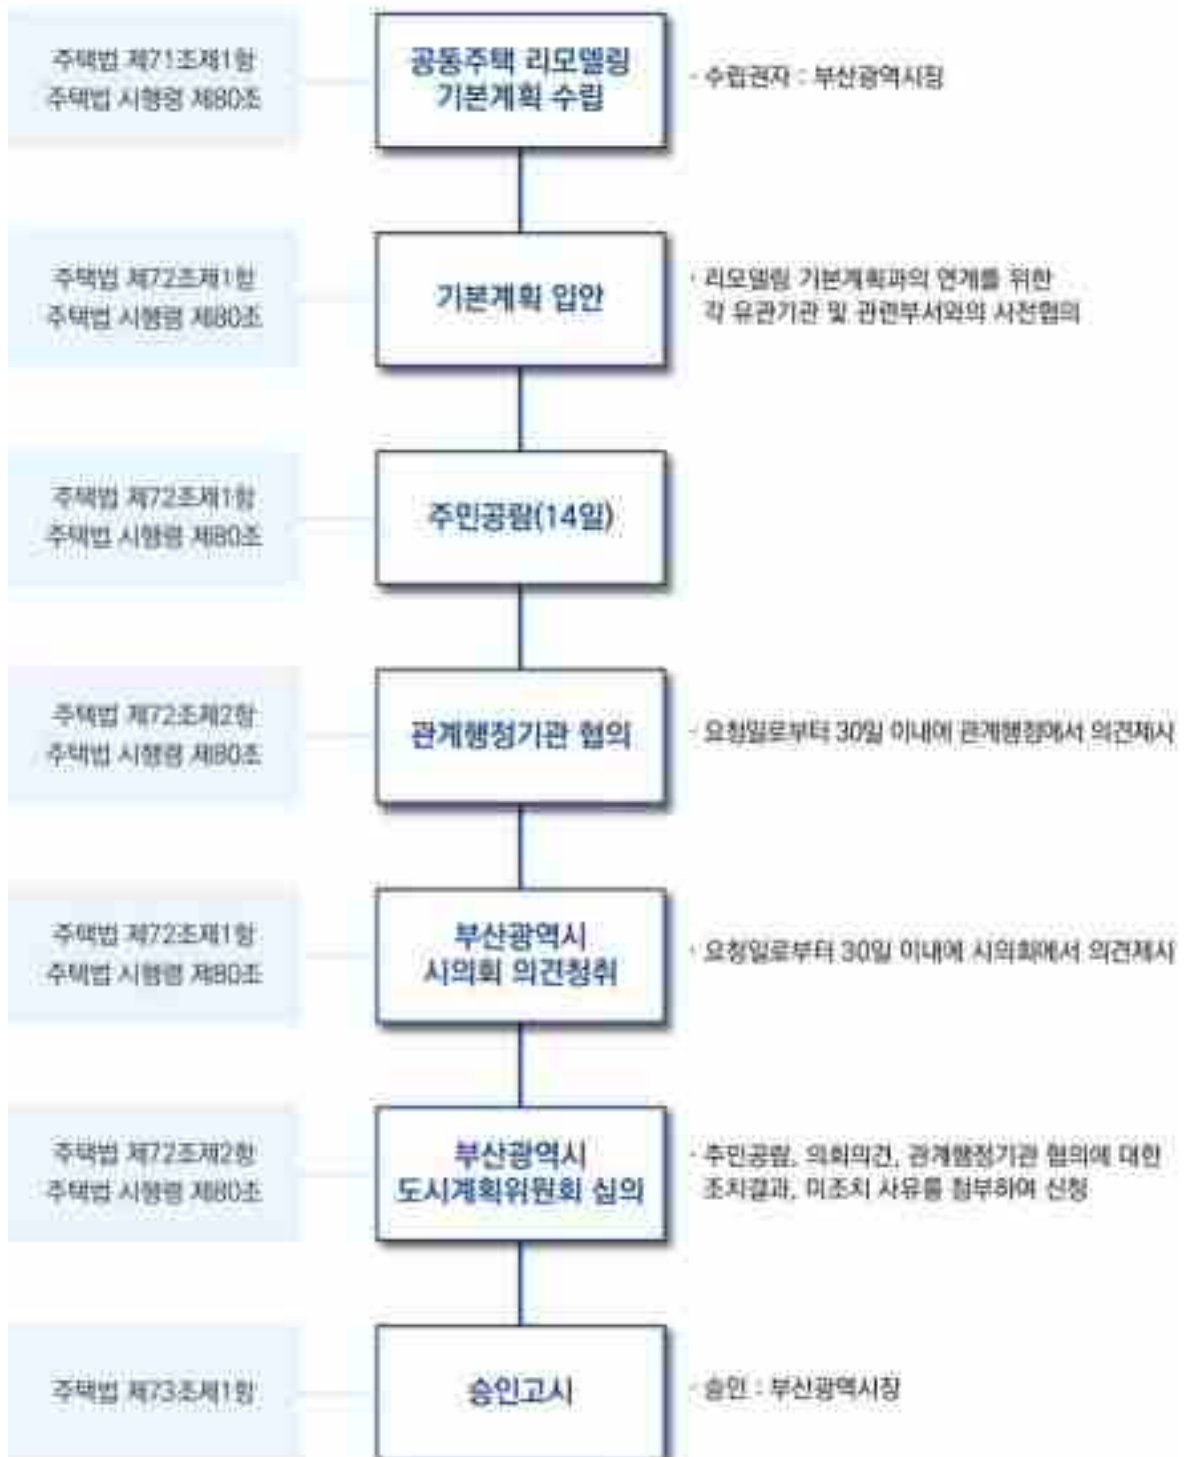 주택법 제71조제1항
주택법 시행령 제80조
공동주택 리모델링
기본계획 수립
· 수립권자 : 부산광역시장
주택법 제72조제1항
주택법 시행령 제80조
기본계획 입안
· 리모델링 기본계획과의 연계를 위한
각 유관기관 및 관련부서와의 사전협의
주택법 제72조제1항
주택법 시행령 제80조
주민공람(14일)
주택법 제72조제2항
주택법 시행령 제80조
관계행정기관 협의
· 요청일로부터 30일 이내에 관계행정에서 의견제시
주택법 제72조제1항
주택법 시행령 제80조
부산광역시
시의회 의견청취
· 요청일로부터 30일 이내에 시의회에서 의견제시
주택법 제72조제2항
주택법 시행령 제80조
부산광역시
도시계획위원회 심의
· 주민공람, 의회의견, 관계행정기관 협의에 대한
조치결과, 미조치 사유를 첨부하여 신청
주택법 제73조제1항
승인고시
· 승인 : 부산광역시장